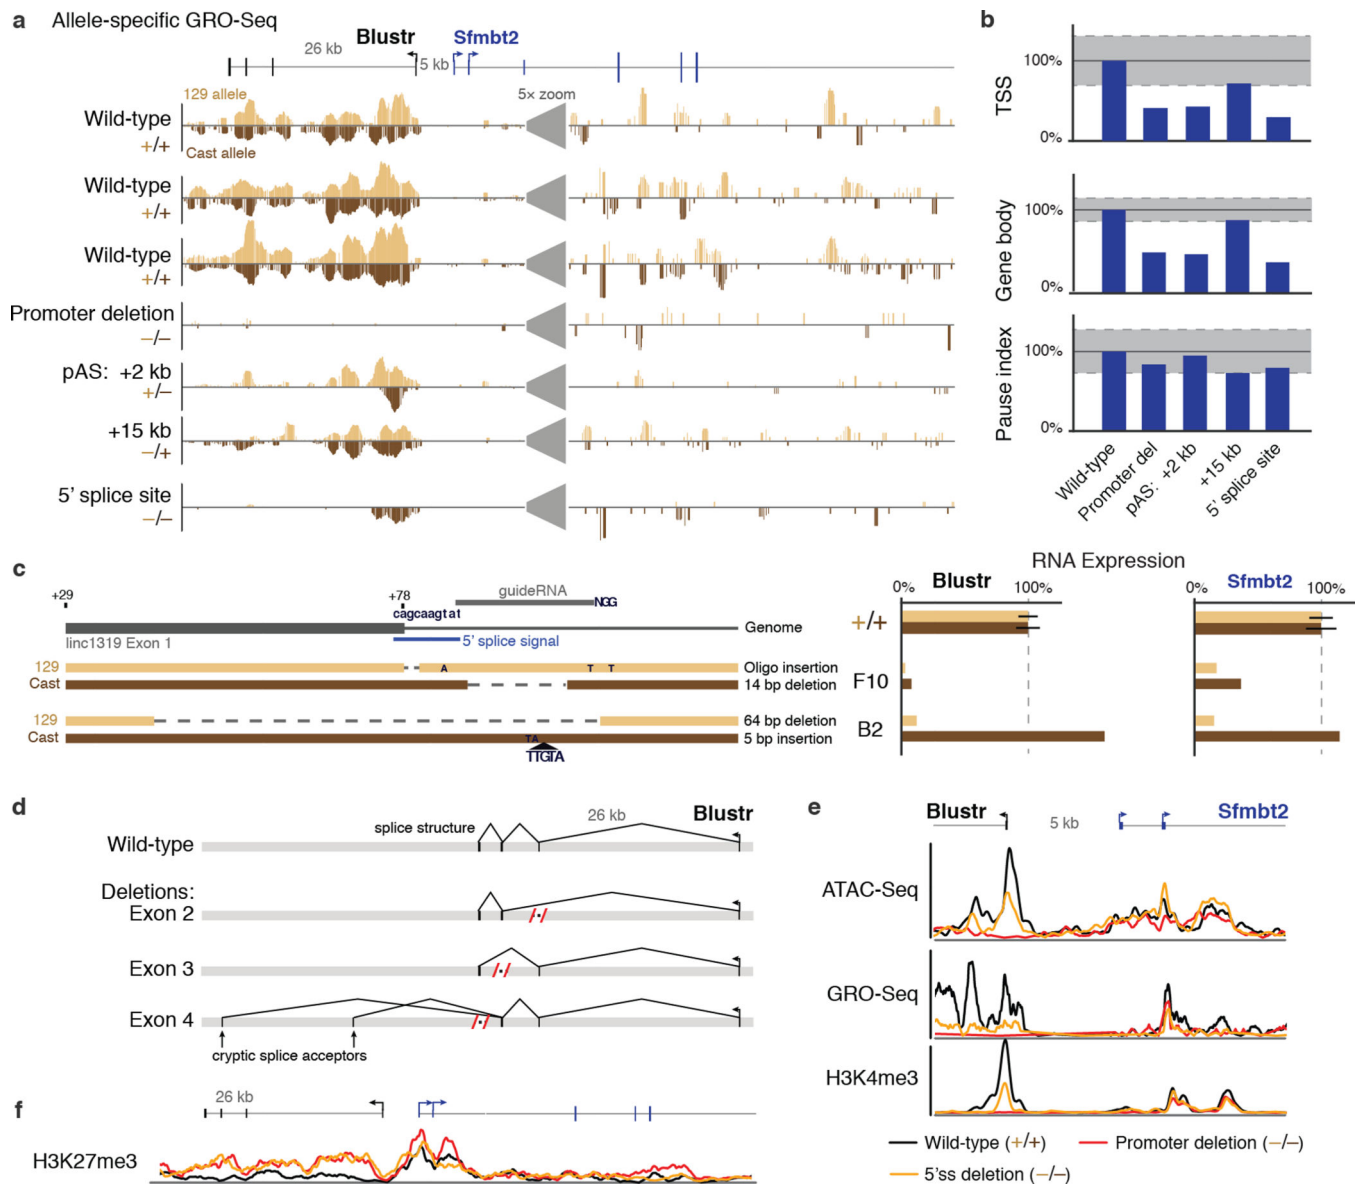 a Allele-specific GRO-Seq
26 kb
Blustr
5 kb
Sfmbt2
129 allele
Cast allele
5× zoom
Wild-type
+/+
Wild-type
+/+
Wild-type
+/+
Promoter deletion
−/−
pAS: +2 kb
+/−
+15 kb
−/+
5’ splice site
−/−
b
TSS
100%
0%
Gene body
100%
0%
Pause index
100%
0%
Wild-type
Promoter del
pAS: +2 kb
+15 kb
5’ splice site
c
+29
+78
guideRNA
cagcaagtat
NGG
Genome
linc1319 Exon 1
5’ splice signal
129
A
T T
Oligo insertion
Cast
14 bp deletion
129
64 bp deletion
Cast
TA
5 bp insertion
TTGTA
RNA Expression
Blustr
0% 100%
Sfmbt2
0% 100%
+/+
F10
B2
d
Blustr
26 kb
splice structure
Wild-type
Deletions:
Exon 2
Exon 3
Exon 4
cryptic splice acceptors
e
Blustr
5 kb
Sfmbt2
ATAC-Seq
GRO-Seq
H3K4me3
Wild-type (+/+)
Promoter deletion (−/−)
5’ss deletion (−/−)
f
26 kb
H3K27me3